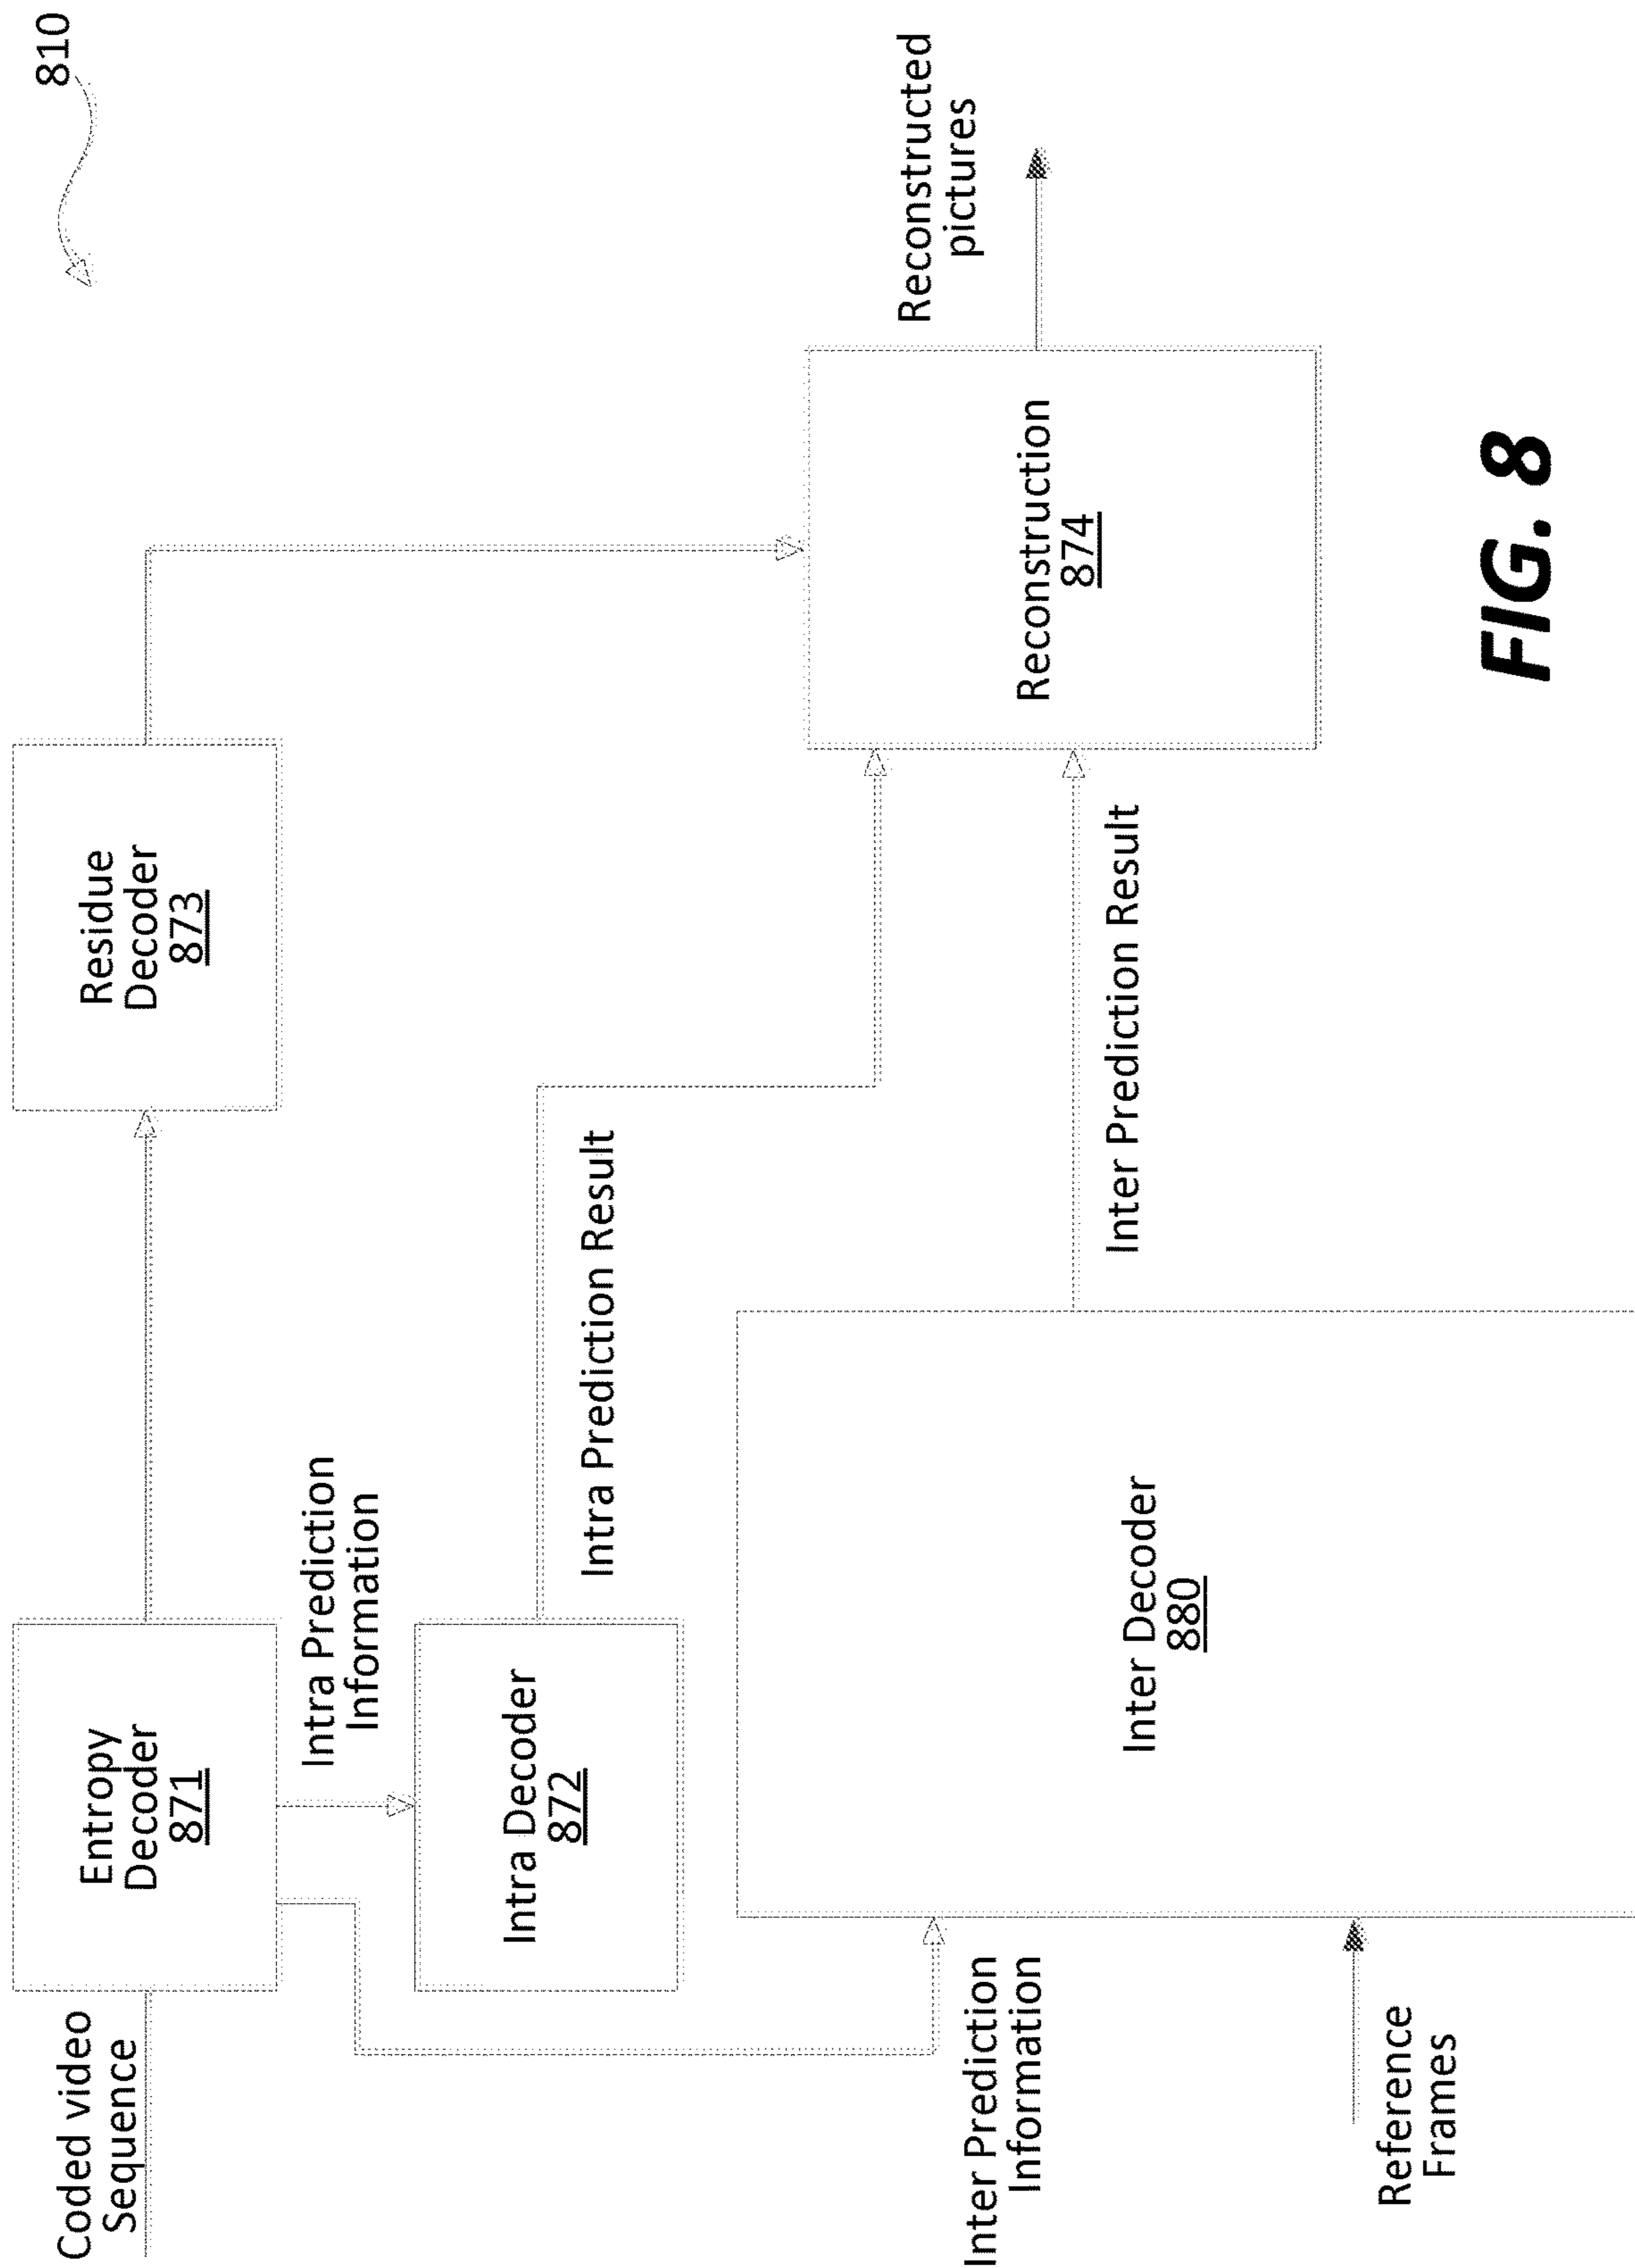 810
Coded video
Sequence
Entropy
Decoder
871
Residue
Decoder
873
Intra Prediction
Information
Intra Decoder
872
Intra Prediction Result
Reconstructed
pictures
Reconstruction
874
Inter Prediction
Information
Inter Decoder
880
Inter Prediction Result
Reference
Frames
FIG. 8